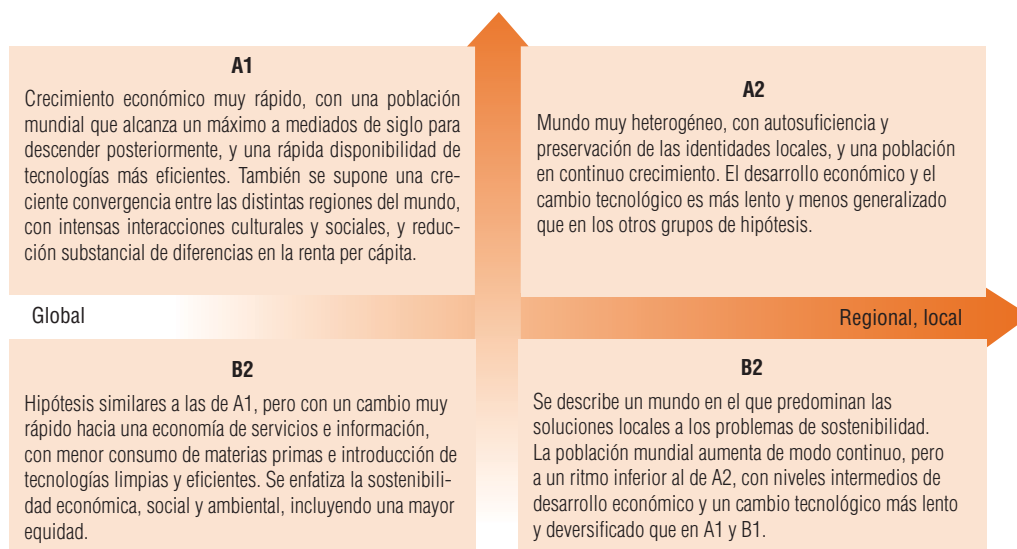 A1
Crecimiento económico muy rápido, con una población
mundial que alcanza un máximo a mediados de siglo para
descender posteriormente, y una rápida disponibilidad de
tecnologías más eficientes. También se supone una cre-
ciente convergencia entre las distintas regiones del mundo,
con intensas interacciones culturales y sociales, y reduc-
ción substancial de diferencias en la renta per cápita.
A2
Mundo muy heterogéneo, con autosuficiencia y
preservación de las identidades locales, y una población
en continuo crecimiento. El desarrollo económico y el
cambio tecnológico es más lento y menos generalizado
que en los otros grupos de hipótesis.
Global
Regional, local
B2
Hipótesis similares a las de A1, pero con un cambio muy
rápido hacia una economía de servicios e información,
con menor consumo de materias primas e introducción de
tecnologías limpias y eficientes. Se enfatiza la sostenibili-
dad económica, social y ambiental, incluyendo una mayor
equidad.
B2
Se describe un mundo en el que predominan las
soluciones locales a los problemas de sostenibilidad.
La población mundial aumenta de modo continuo, pero
a un ritmo inferior al de A2, con niveles intermedios de
desarrollo económico y un cambio tecnológico más lento
y deversificado que en A1 y B1.